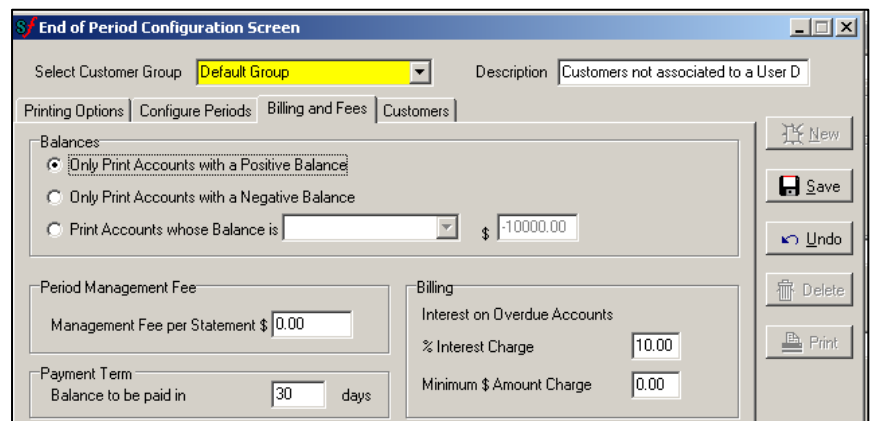 Sf End of Period Configuration Screen
Select Customer Group Default Group Description Customers not associated to a User D
Printing Options Configure Periods Billing and Fees Customers
New
Balances
Only Print Accounts with a Positive Balance
Save
Only Print Accounts with a Negative Balance
Print Accounts whose Balance is $ -10000.00
Undo
Period Management Fee
Management Fee per Statement $ 0.00
Billing
Interest on Overdue Accounts
% Interest Charge 10.00
Minimum $ Amount Charge 0.00
Delete
Print
Payment Term
Balance to be paid in 30 days